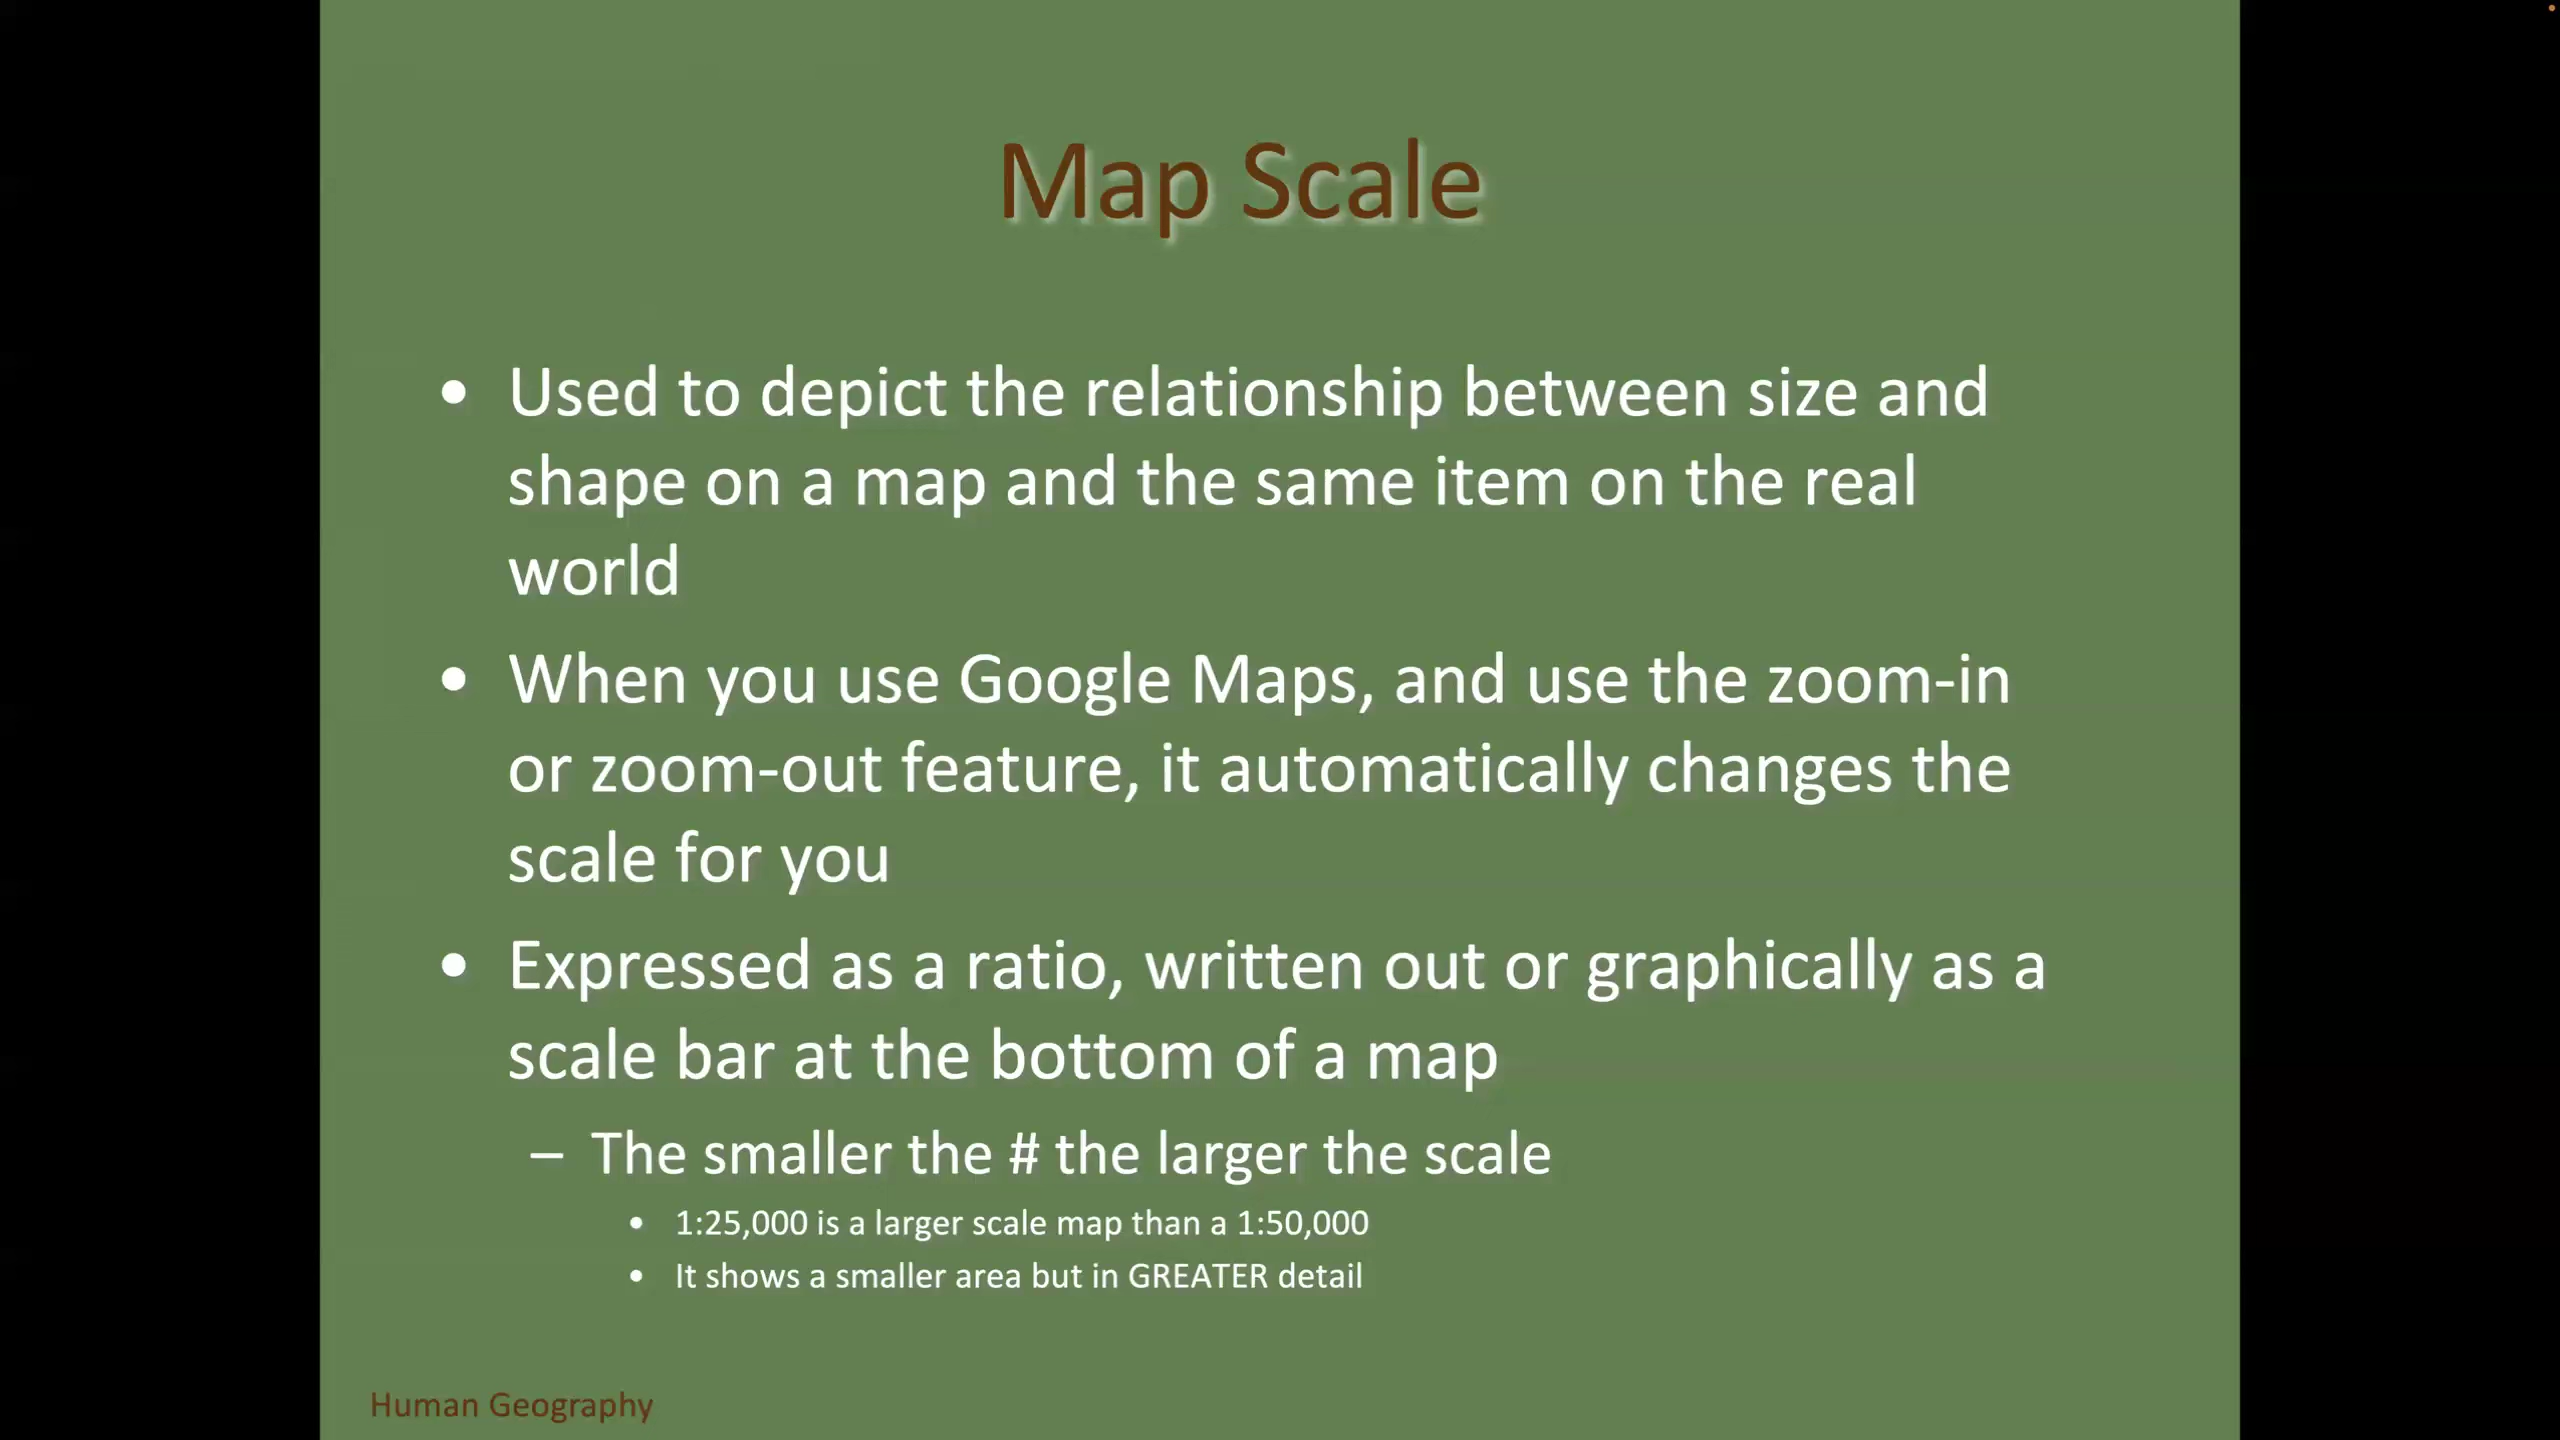 Map Scale
• Used to depict the relationship between size and
shape on a map and the same item on the real
world
• When you use Google Maps, and use the zoom-in
or zoom-out feature, it automatically changes the
scale for you
• Expressed as a ratio, written out or graphically as a
scale bar at the bottom of a map
– The smaller the # the larger the scale
• 1:25,000 is a larger scale map than a 1:50,000
• It shows a smaller area but in GREATER detail
Human Geography